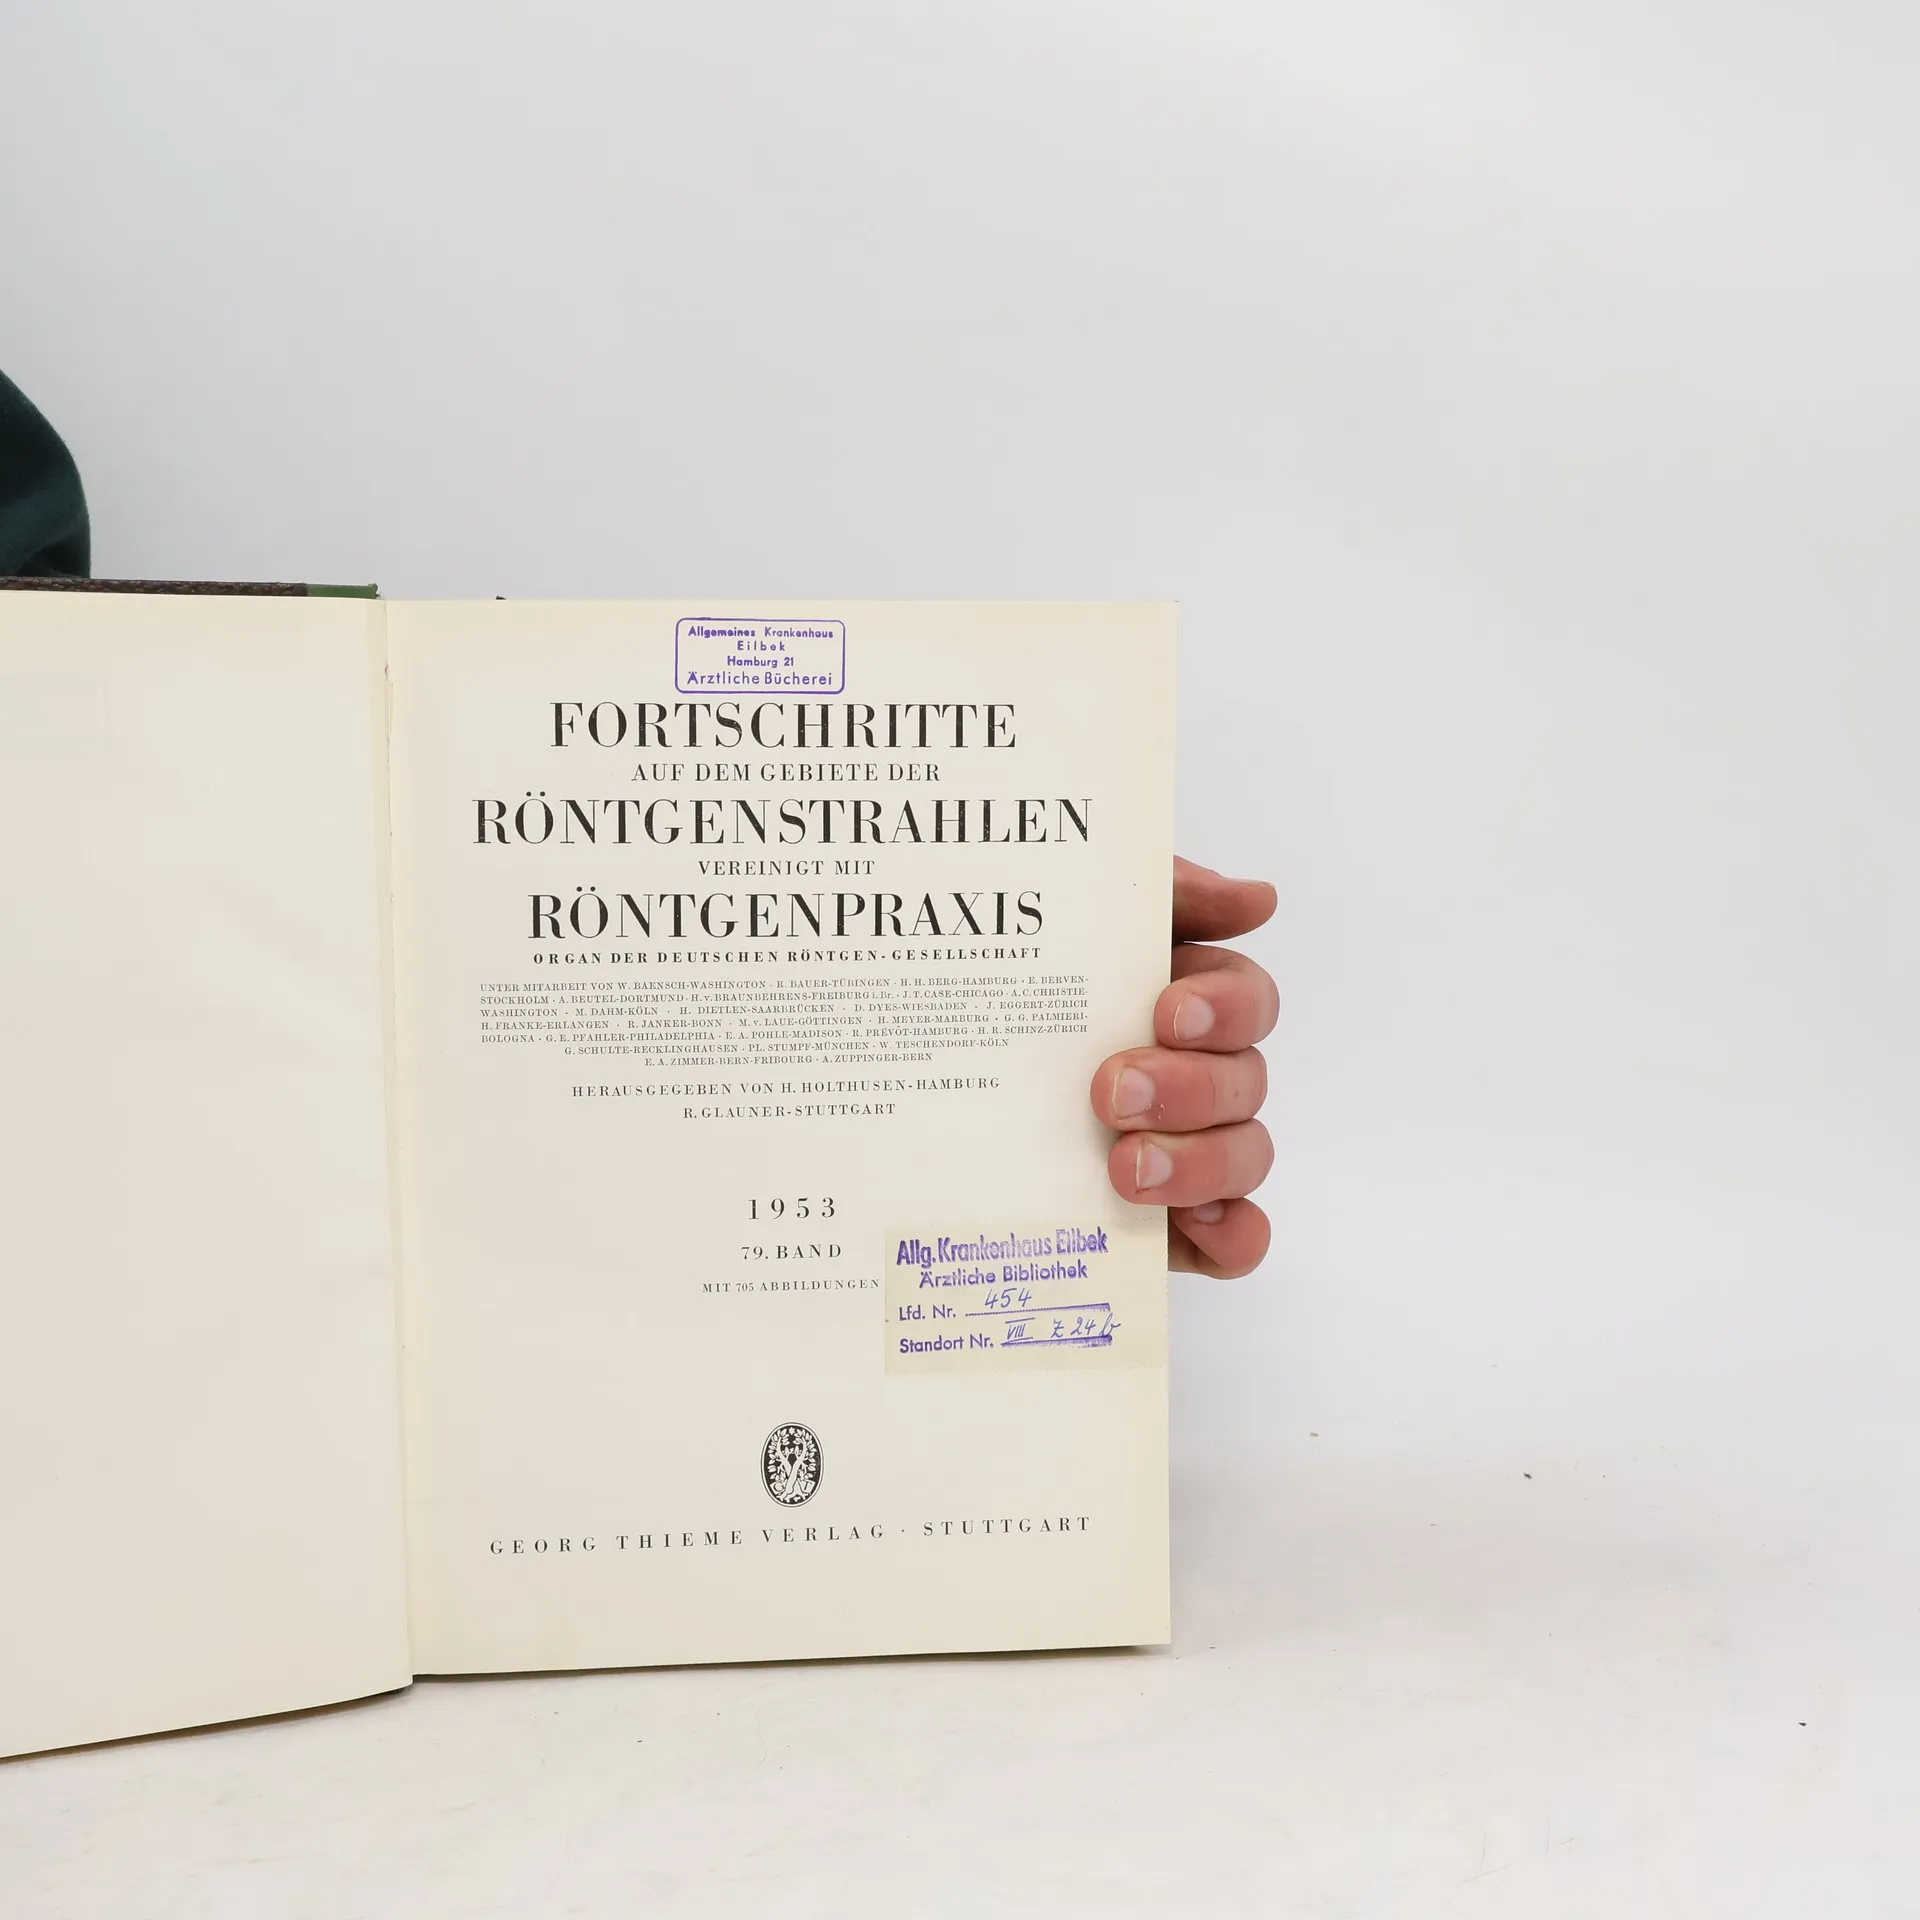 Allgemeines Krankenhaus
Eilbek
Hamburg 21
Ärztliche Bücherei
FORTSCHRITTE
AUF DEM GEBIETE DER
RÖNTGENSTRAHLEN
VEREINIGT MIT
RÖNTGENPRAXIS
ORGAN DER DEUTSCHEN RÖNTGEN-GESELLSCHAFT
UNTER MITARBEIT VON W. BAENSCH-WASHINGTON · R. BAUER-TÜBINGEN · H. H. BERG-HAMBURG · E. BERVEN-
STOCKHOLM · A. BEUTEL-DORTMUND · H. v. BRAUNBEHRENS-FREIBURG i. Br. · J. T. CASE-CHICAGO · A. C. CHRISTIE-
WASHINGTON · M. DAHM-KÖLN · H. DIETLEN-SAARBRÜCKEN · D. DYES-WIESBADEN · J. EGGERT-ZÜRICH
H. FRANKE-ERLANGEN · R. JANKER-BONN · M. v. LAUE-GÖTTINGEN · H. MEYER-MARBURG · G. G. PALMIERI-
BOLOGNA · G. E. PFAHLER-PHILADELPHIA · E. A. POHLE-MADISON · R. PRÉVÔT-HAMBURG · H. R. SCHINZ-ZÜRICH
G. SCHULTE-RECKLINGHAUSEN · PL. STUMPF-MÜNCHEN · W. TESCHENDORF-KÖLN
E. A. ZIMMER-BERN-FRIBOURG · A. ZUPPINGER-BERN
HERAUSGEGEBEN VON H. HOLTHUSEN-HAMBURG
R. GLAUNER-STUTTGART
1953
79. BAND
MIT 705 ABBILDUNGEN
Allg. Krankenhaus Eilbek
Ärztliche Bibliothek
Lfd. Nr. 454
Standort Nr. VIII Z 24 b
G T
GEORG THIEME VERLAG · STUTTGART